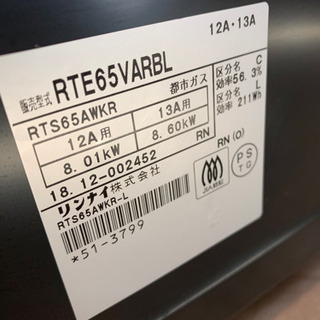 12A・13A
販売型式 RTE65VARBL
RTS65AWKR 都市ガス
12A用 13A用
8.01kW 8.60kW
区分名 C
効率56.3%
区分名 L
効率 211Wh
18.12-002452 RN RN(O)
リンナイ株式会社
RTS65AWKR-L
*51-3799
JIA
PS
TG